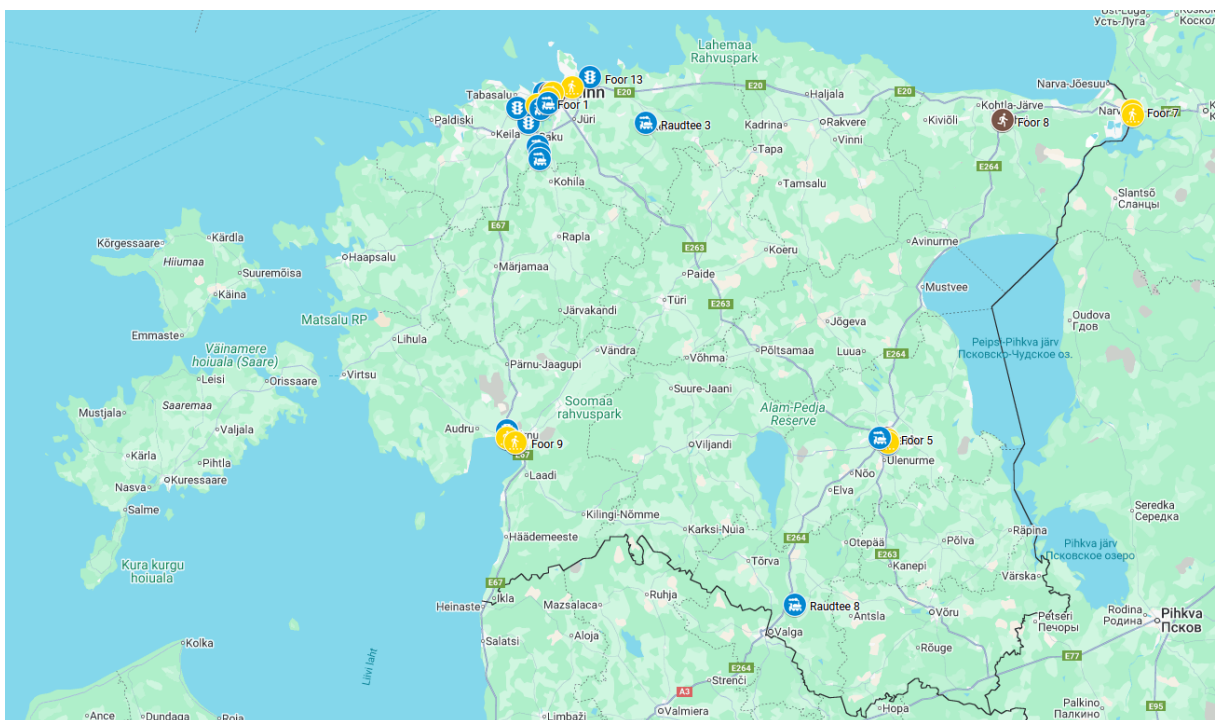 Ust-Luga
Усть-Луга
Lahemaa
Rahvuspark
Foor 13
Narva-Jõesuu
Tabasalu
E20
Haljala
E20
Kohtla-Järve
Foor 1
Foor 7
Paldiski
Jüri
Raudtee 3
Kadrina
Rakvere
Kiviõli
Foor 8
Keila
Vinni
Tapa
E264
Kohila
Tamsalu
Slantsõ
Сланцы
E67
Kõrgessaare
Kärdla
Rapla
Avinurme
Hiiumaa
Haapsalu
E263
Koeru
Suuremõisa
Märjamaa
Paide
Käina
Mustvee
Türi
E263
Matsalu RP
Järvakandi
Oudova
Гдов
Emmaste
Jõgeva
Väinamere
hoiuala (Saare)
Lihula
Peipsi-Pihkva järv
Псковско-Чудское оз.
Vändra
Võhma
Põltsamaa
Luua
E264
Leisi
Orissaare
Virtsu
Pärnu-Jaagupi
Suure-Jaani
Mustjala
Saaremaa
Soomaa
rahvuspark
Alam-Pedja
Reserve
Valjala
Audru
Foor 9
Viljandi
Foor 5
Kärla
Pihtla
E67
Ülenurme
Kuressaare
Laadi
Nõo
Nasva
Elva
Salme
Seredka
Середка
Kilingi-Nõmme
Karksi-Nuia
Räpina
Häädemeeste
E264
Otepää
Põlva
Pihkva järv
Псковское озеро
Kura kurgu
hoiuala
Tõrva
E263
Kanepi
Värska
E67
Ikla
Ruhja
Heinaste
Mazsalaca
Raudtee 8
Antsla
Võru
Petseri
Печоры
Rodina
Родина
Pihkva
Псков
Kolka
Salatsi
Aloja
Valga
Rõuge
Liivi laht
E264
E77
Strenči
A3
Palkino
Палкино
E95
Ance
Dundaga
Roja
Limbaži
Valmiera
Hopa